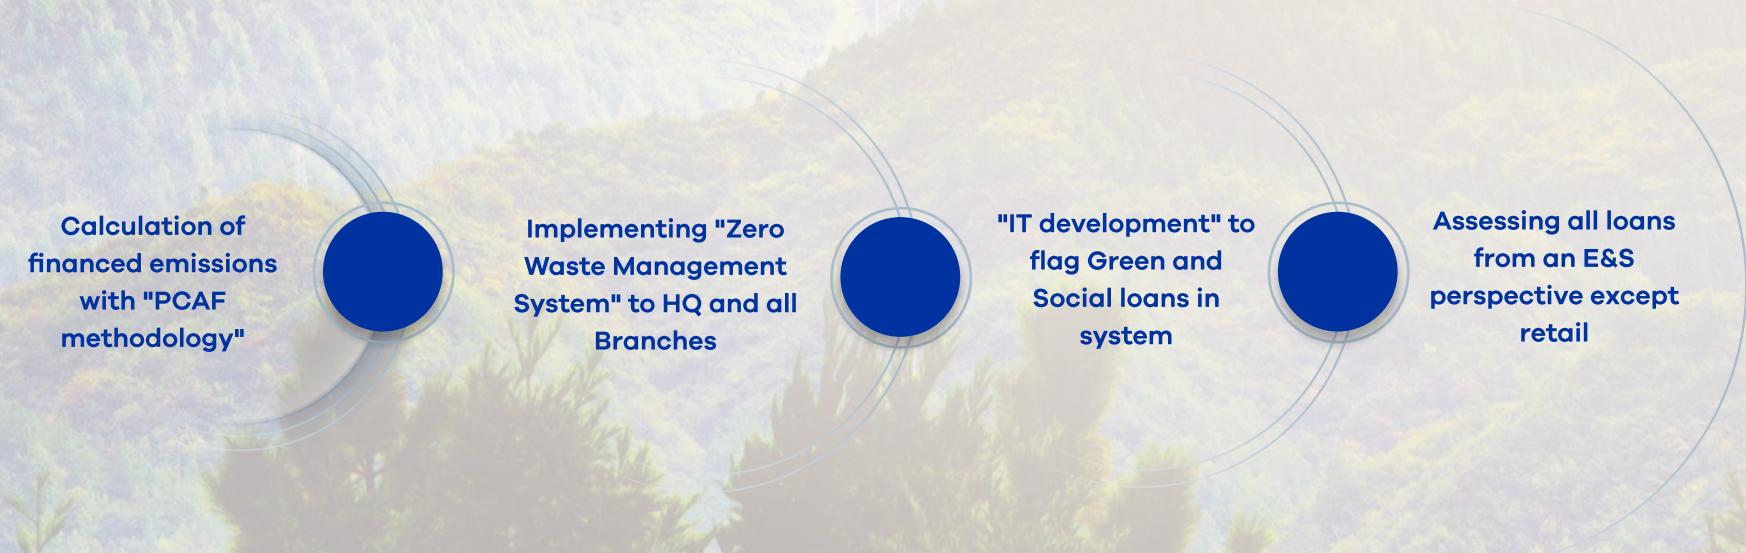 Calculation of
financed emissions
with "PCAF
methodology"
Implementing "Zero
Waste Management
System" to HQ and all
Branches
"IT development" to
flag Green and
Social loans in
system
Assessing all loans
from an E&S
perspective except
retail